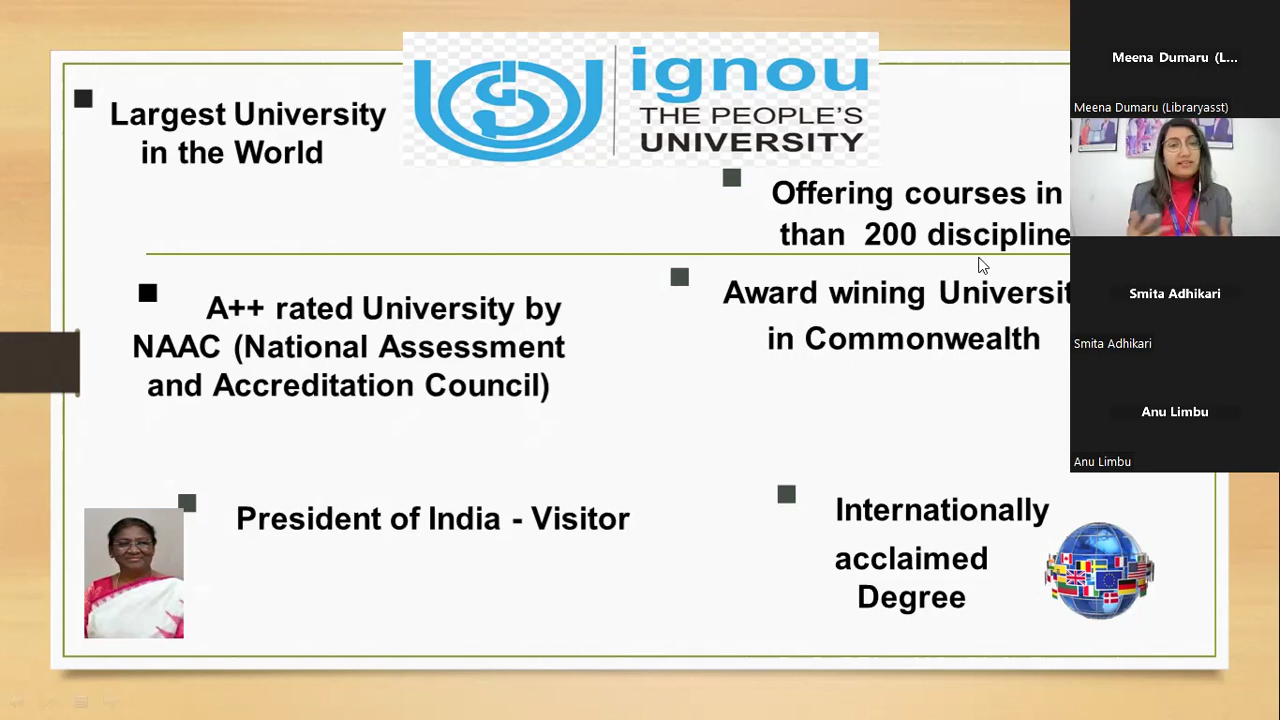 ignou
THE PEOPLE'S
UNIVERSITY
Largest University
in the World
Offering courses in
than 200 discipline
A++ rated University by
NAAC (National Assessment
and Accreditation Council)
Award wining Universit
in Commonwealth
President of India - Visitor
Internationally
acclaimed
Degree
Meena Dumaru (L...
Meena Dumaru (Libraryasst)
Smita Adhikari
Smita Adhikari
Anu Limbu
Anu Limbu